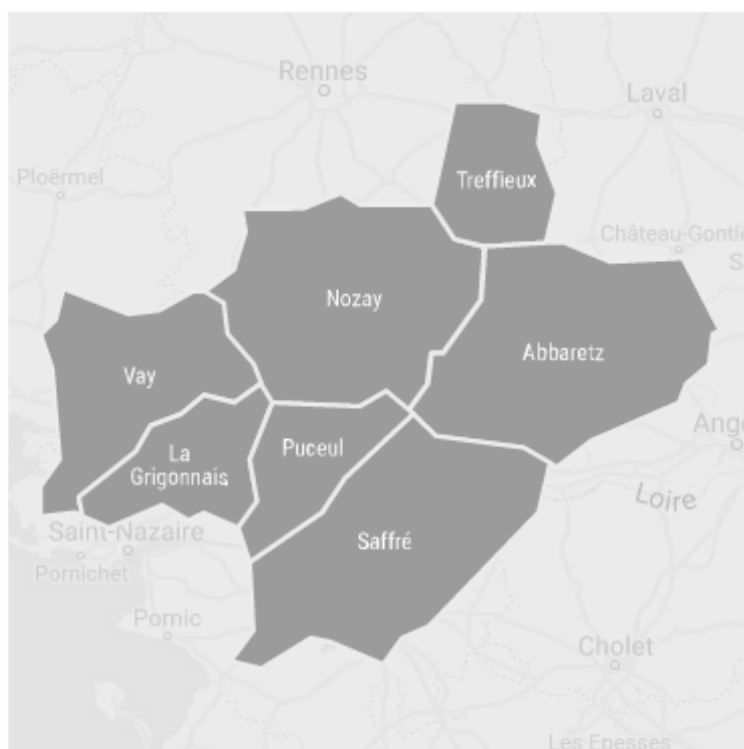 Rennes
Laval
Ploërmel
Treffieux
Château-Gontie
S
Nozay
Abbaretz
Vay
Ange
La
Grigonnais
Puceul
Loire
Saint-Nazaire
Saffré
Pornichet
Pornic
Cholet
Les Epesses